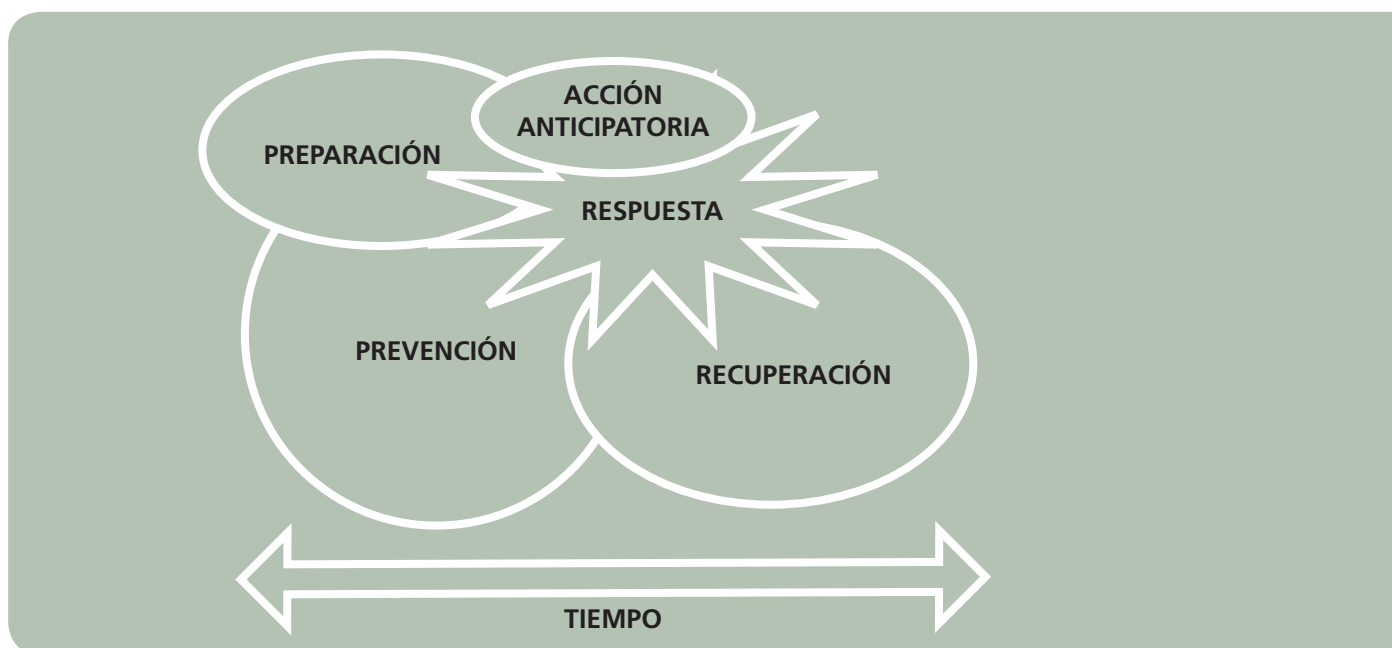 ACCIÓN
ANTICIPATORIA
PREPARACIÓN
RESPUESTA
PREVENCIÓN
RECUPERACIÓN
TIEMPO